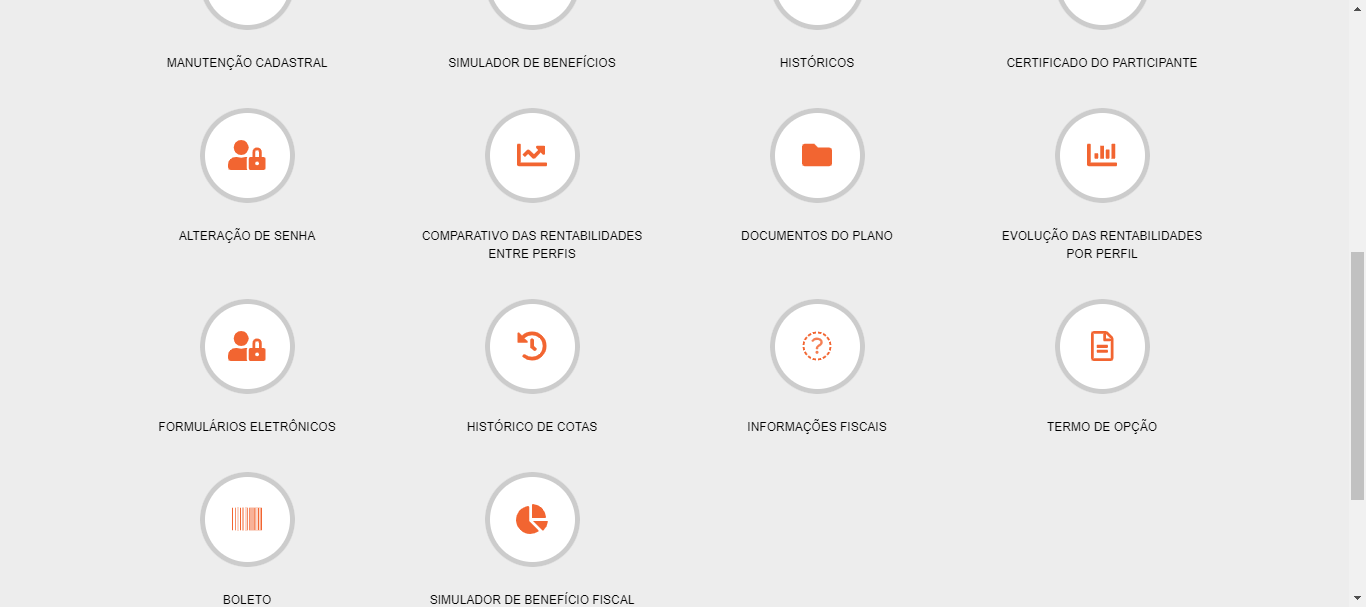 MANUTENÇÃO CADASTRAL
SIMULADOR DE BENEFÍCIOS
HISTÓRICOS
CERTIFICADO DO PARTICIPANTE
ALTERAÇÃO DE SENHA
COMPARATIVO DAS RENTABILIDADES
ENTRE PERFIS
DOCUMENTOS DO PLANO
EVOLUÇÃO DAS RENTABILIDADES
POR PERFIL
FORMULÁRIOS ELETRÔNICOS
HISTÓRICO DE COTAS
?
INFORMAÇÕES FISCAIS
TERMO DE OPÇÃO
BOLETO
SIMULADOR DE BENEFÍCIO FISCAL